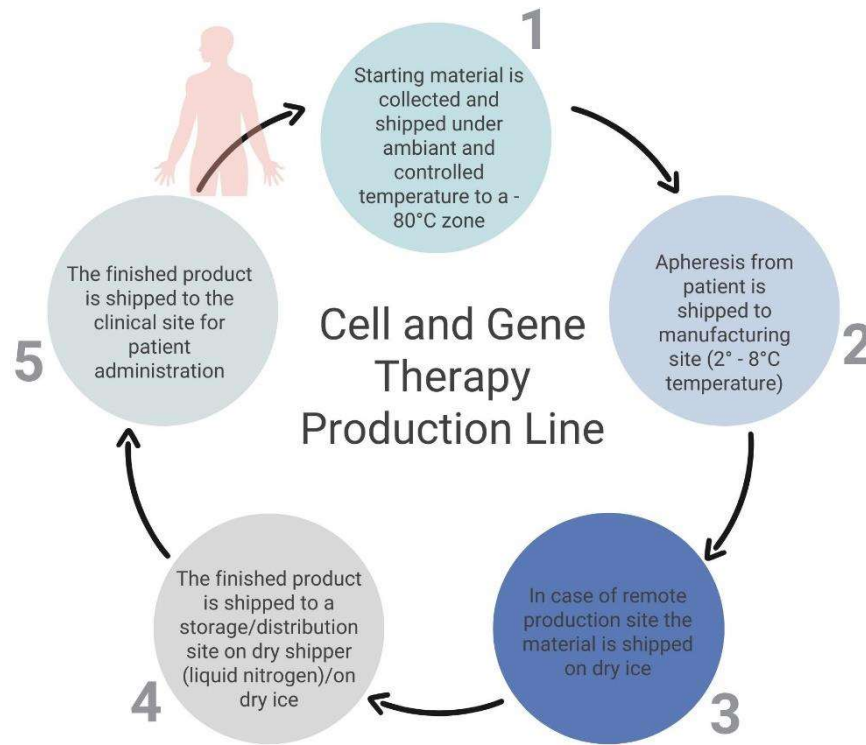 1
Starting material is
collected and
shipped under
ambiant and
controlled
temperature to a -
80°C zone
Apheresis from
patient is
shipped to
manufacturing
site (2° - 8°C
temperature)
2
In case of remote
production site the
material is shipped
on dry ice
3
The finished product
is shipped to a
storage/distribution
site on dry shipper
(liquid nitrogen)/on
dry ice
4
The finished product
is shipped to the
clinical site for
patient
administration
5
Cell and Gene
Therapy
Production Line